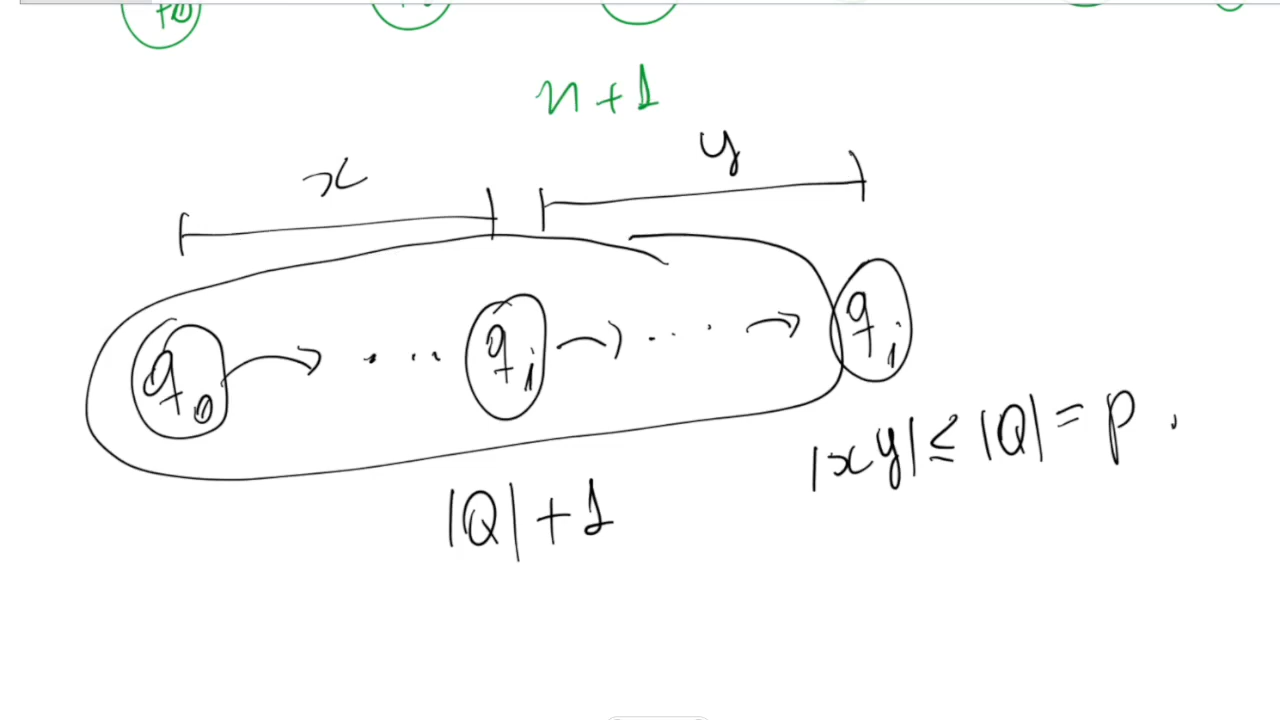 n+1
x
y
q₀ → ... qᵢ → ... → qᵢ
|xy| ≤ |Q| = p.
|Q|+1